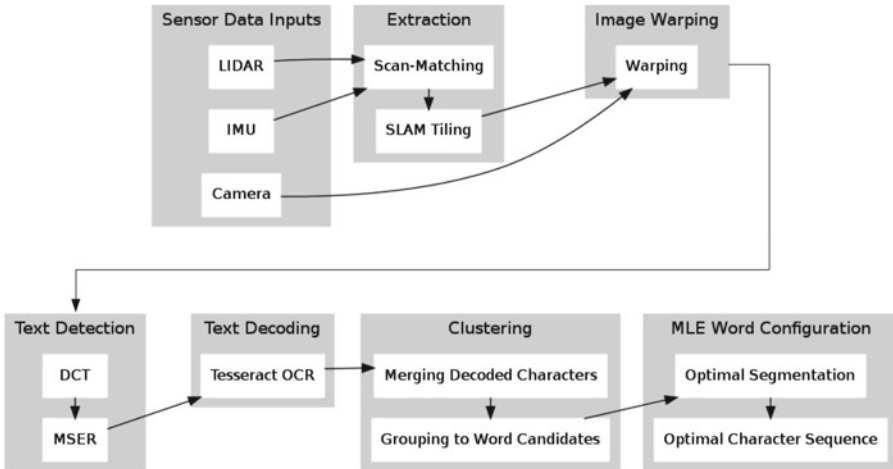 Sensor Data Inputs
LIDAR
IMU
Camera
Extraction
Scan-Matching
SLAM Tiling
Image Warping
Warping
Text Detection
DCT
MSER
Text Decoding
Tesseract OCR
Clustering
Merging Decoded Characters
Grouping to Word Candidates
MLE Word Configuration
Optimal Segmentation
Optimal Character Sequence